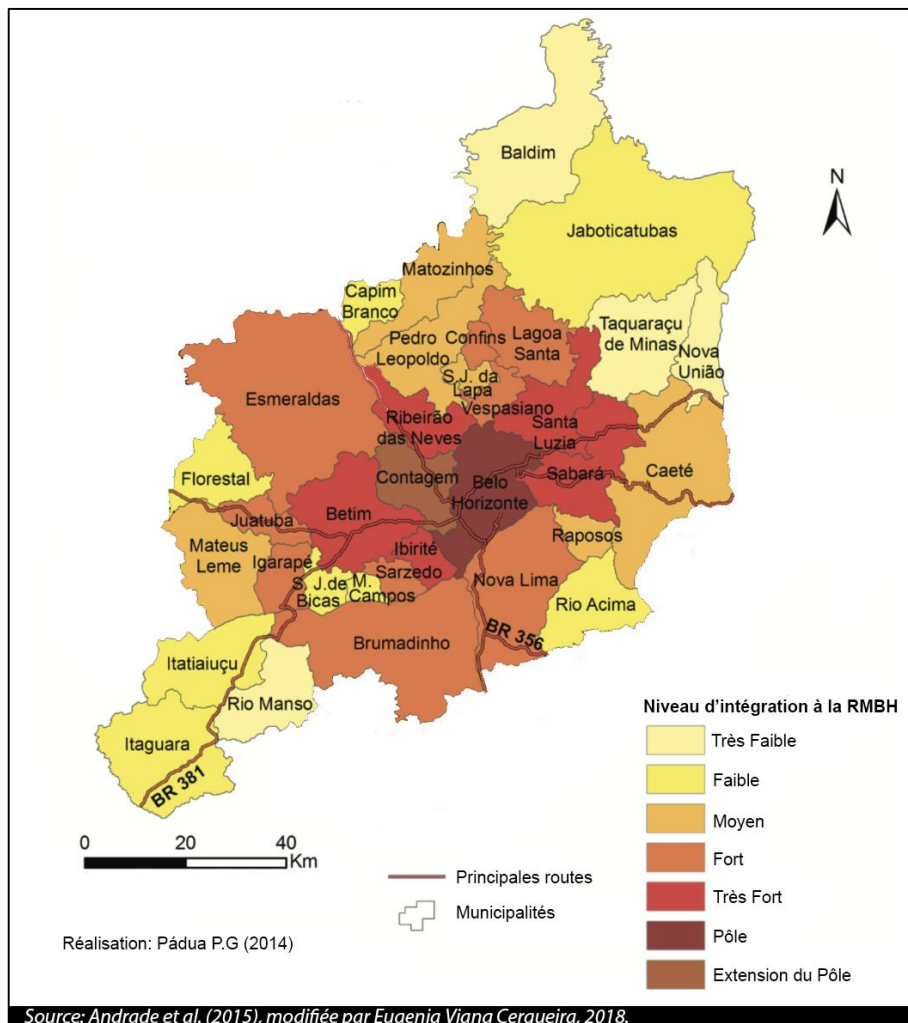 Baldim
N
Jaboticatubas
Matozinhos
Capim
Branco
Taquaraçu
de Minas
Nova
União
Pedro
Leopoldo
Confins
Lagoa
Santa
S.J. da
Lapa
Vespasiano
Esmeraldas
Ribeirão
das Neves
Santa
Luzia
Florestal
Contagem
Belo
Horizonte
Sabará
Caeté
Juatuba
Betim
Mateus
Leme
Igarapé
Ibirité
Raposos
S. J.de
Bicas
M.
Campos
Sarzedo
Nova Lima
Rio Acima
Brumadinho
BR 356
Itatiaiuçu
Rio Manso
Itaguara
BR 381
Niveau d'intégration à la RMBH
Très Faible
Faible
Moyen
Fort
Très Fort
Pôle
Extension du Pôle
0 20 40
Km
Principales routes
Municipalités
Réalisation: Pádua P.G (2014)
Source: Andrade et al. (2015), modifiée par Eugenia Viana Cerqueira, 2018.